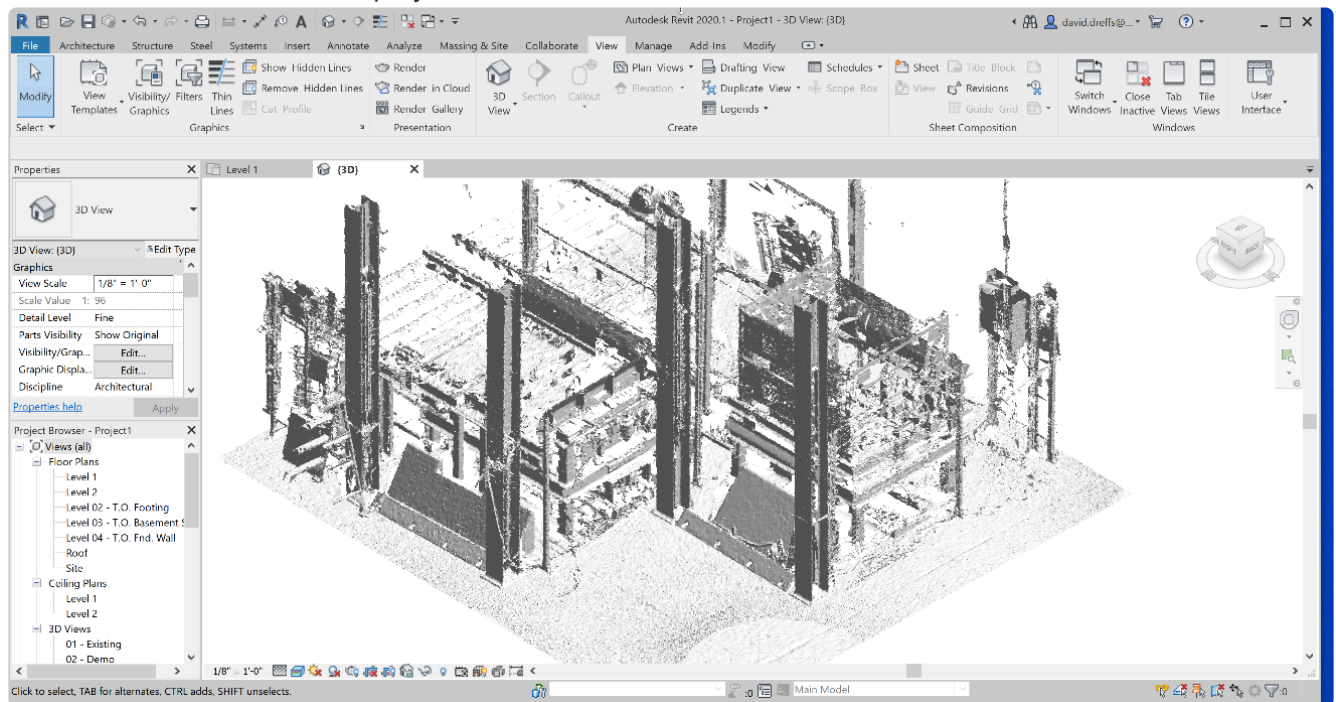 Autodesk Revit 2020.1 - Project1 - 3D View: {3D}
david.dreffs@...
File Architecture Structure Steel Systems Insert Annotate Analyze Massing & Site Collaborate View Manage Add-Ins Modify
Modify
Select
View Templates
Visibility/ Graphics
Filters
Thin Lines
Show Hidden Lines
Remove Hidden Lines
Cut Profile
Graphics
Render
Render in Cloud
Render Gallery
Presentation
3D View
Section
Callout
Plan Views
Elevation
Drafting View
Duplicate View
Legends
Schedules
Scope Box
Create
Sheet
View
Title Block
Revisions
Guide Grid
Sheet Composition
Switch Windows
Close Inactive
Tab Views
Tile Views
Windows
User Interface
Properties
Level 1
{3D}
3D View
3D View: {3D}
Edit Type
Graphics
View Scale 1/8" = 1'-0"
Scale Value 1: 96
Detail Level Fine
Parts Visibility Show Original
Visibility/Grap... Edit...
Graphic Displa... Edit...
Discipline Architectural
Properties help
Apply
Project Browser - Project1
Views (all)
Floor Plans
Level 1
Level 2
Level 02 - T.O. Footing
Level 03 - T.O. Basement S
Level 04 - T.O. Fnd. Wall
Roof
Site
Ceiling Plans
Level 1
Level 2
3D Views
01 - Existing
02 - Demo
1/8" = 1'-0"
Click to select, TAB for alternates, CTRL adds, SHIFT unselects.
:0
Main Model
:0